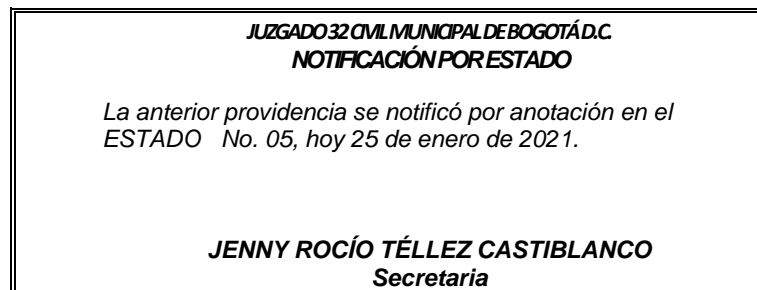 JUZGADO 32 CIVIL MUNICIPAL DE BOGOTÁ D.C.
NOTIFICACIÓN POR ESTADO
La anterior providencia se notificó por anotación en el
ESTADO No. 05, hoy 25 de enero de 2021.
JENNY ROCÍO TÉLLEZ CASTIBLANCO
Secretaria